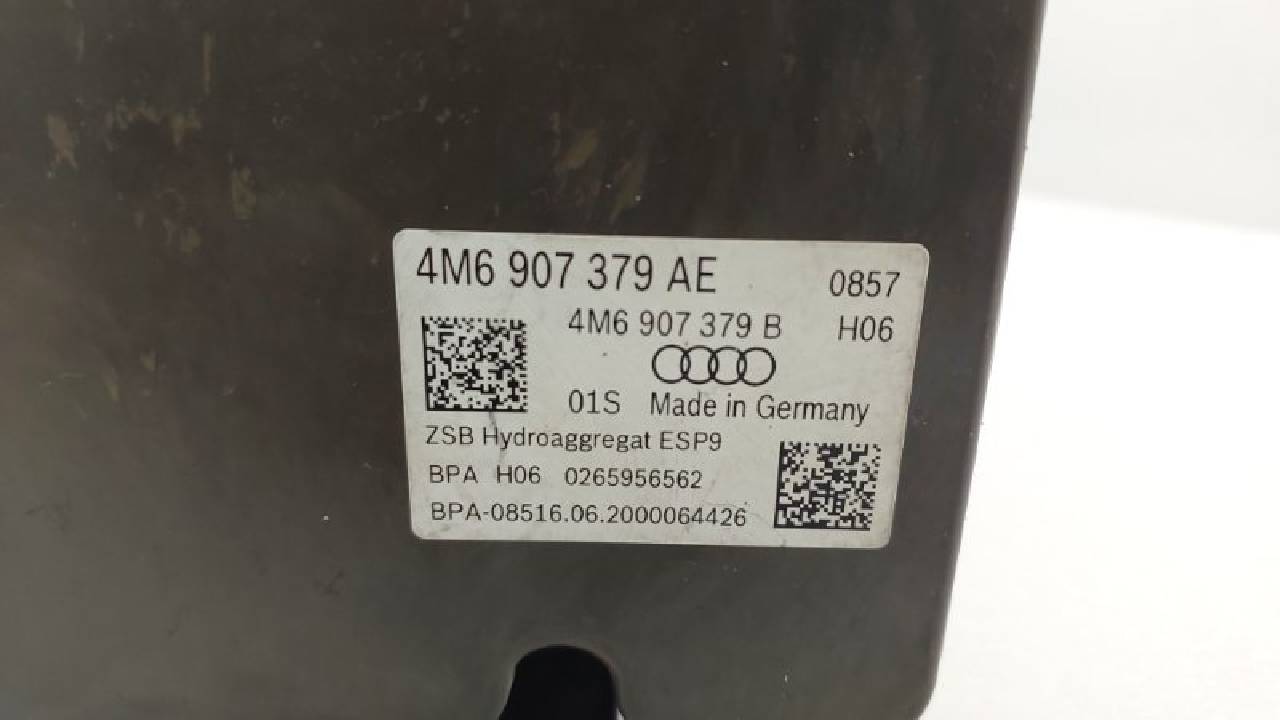 4M6 907 379 AE 0857
4M6 907 379 B H06
01S Made in Germany
ZSB Hydroaggregat ESP9
BPA H06 0265956562
BPA-08516.06.2000064426